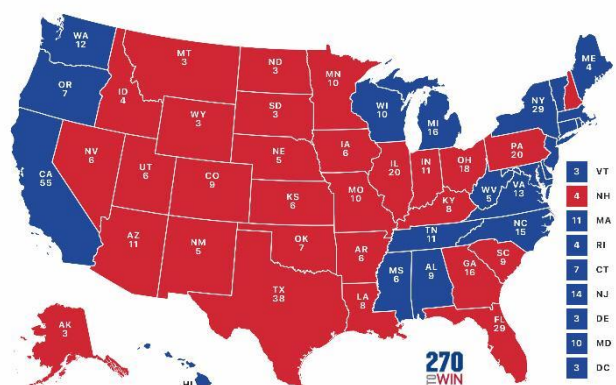 WA
12
OR
7
CA
55
NV
6
ID
4
MT
3
WY
3
UT
6
AZ
11
CO
9
NM
5
ND
3
SD
3
NE
5
KS
6
OK
7
TX
38
MN
10
IA
6
MO
10
AR
6
LA
8
WI
10
IL
20
MI
16
IN
11
OH
18
KY
8
TN
11
MS
6
AL
9
GA
16
FL
29
SC
9
NC
15
VA
13
WV
5
PA
20
NY
29
ME
4
3 VT
4 NH
11 MA
4 RI
7 CT
14 NJ
3 DE
10 MD
3 DC
AK
3
HI
270
TOWIN